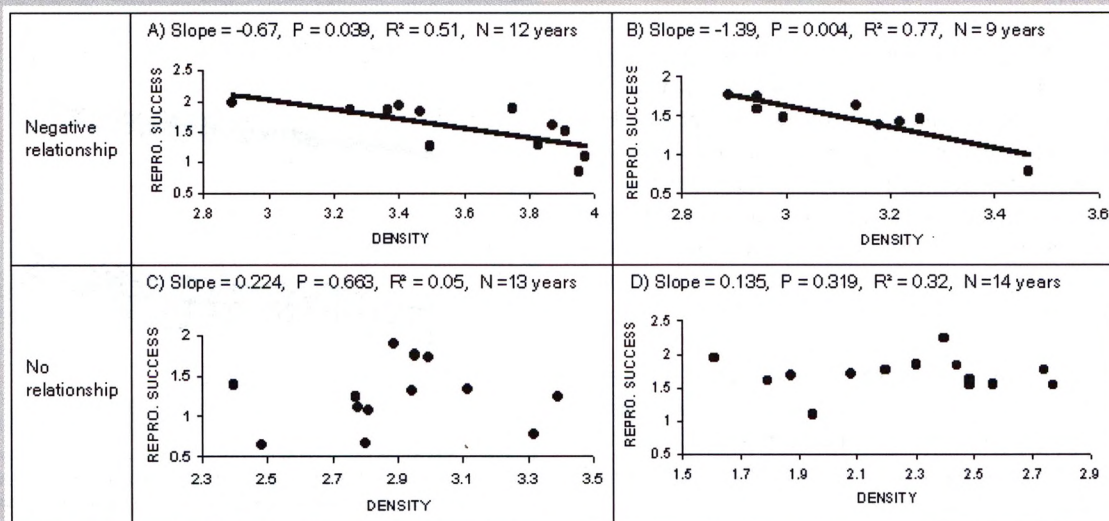 Negative relationship
A) Slope = -0.67, P = 0.039, R² = 0.51, N = 12 years
REPRO. SUCCESS
2.5
2
1.5
1
0.5
2.8 3 3.2 3.4 3.6 3.8 4
DENSITY
B) Slope = -1.39, P = 0.004, R² = 0.77, N = 9 years
REPRO. SUCCESS
2
1.5
1
0.5
2.8 3 3.2 3.4 3.6
DENSITY
No relationship
C) Slope = 0.224, P = 0.663, R² = 0.05, N =13 years
REPRO. SUCCESS
2
1.5
1
0.5
2.3 2.5 2.7 2.9 3.1 3.3 3.5
DENSITY
D) Slope = 0.135, P = 0.319, R² = 0.32, N =14 years
REPRO. SUCCESS
2.5
2
1.5
1
0.5
1.5 1.7 1.9 2.1 2.3 2.5 2.7 2.9
DENSITY